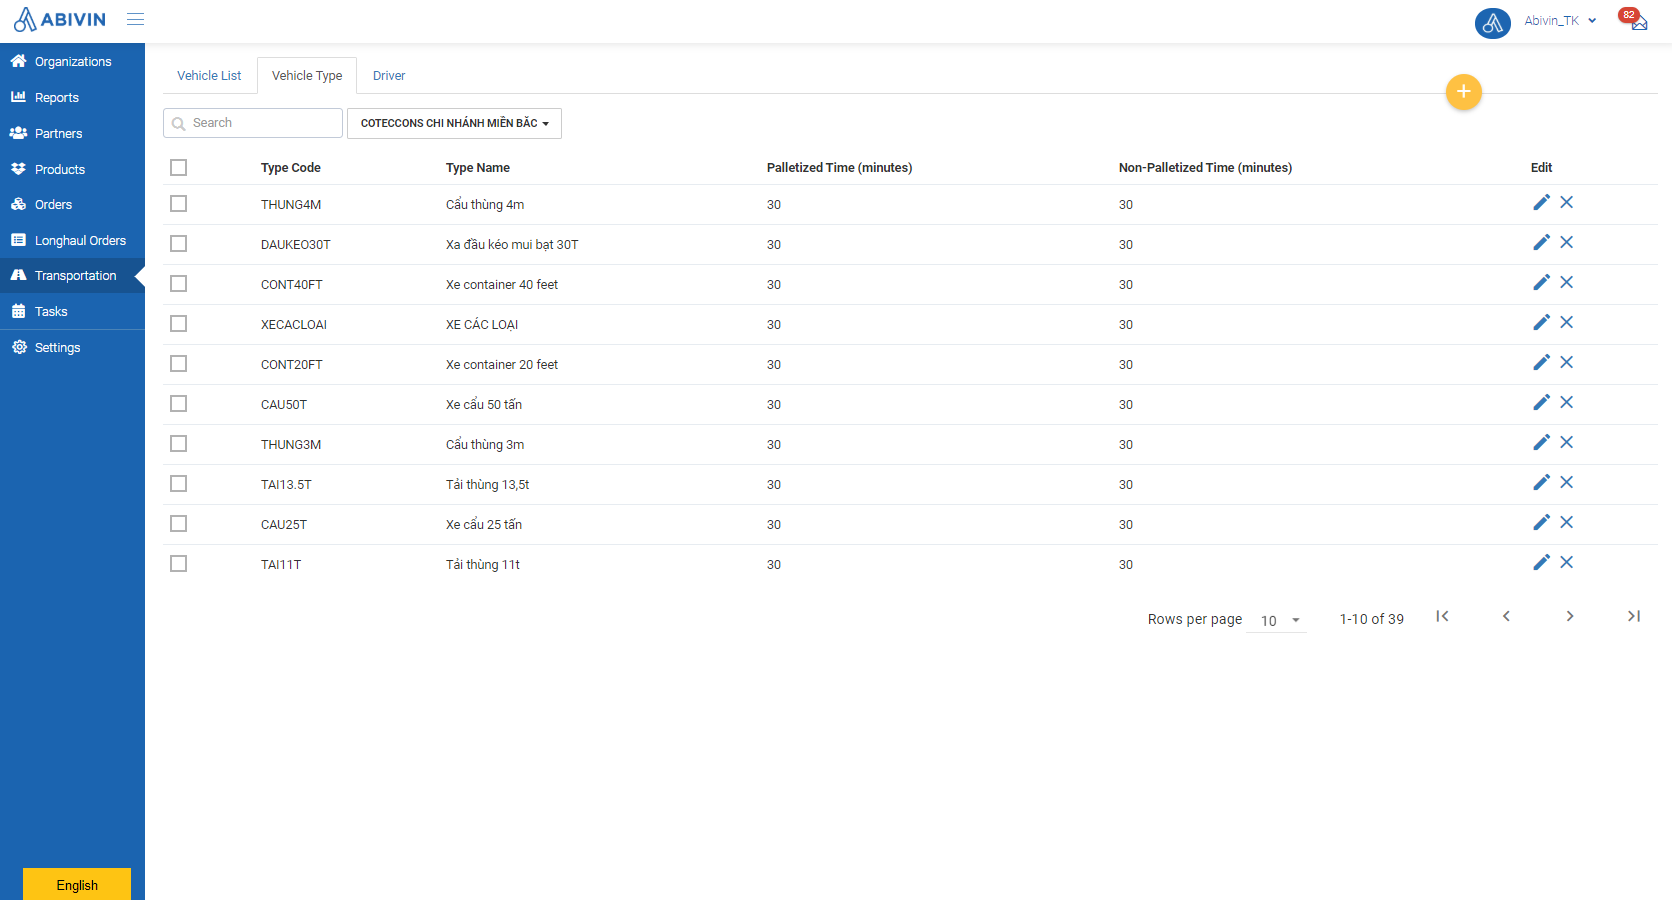 ABIVIN
Abivin_TK
82
Organizations
Reports
Partners
Products
Orders
Longhaul Orders
Transportation
Tasks
Settings
English
Vehicle List Vehicle Type Driver
+
Search COTECCONS CHI NHÁNH MIỀN BẮC
Type Code Type Name Palletized Time (minutes) Non-Palletized Time (minutes) Edit
THUNG4M Cẩu thùng 4m 30 30
DAUKEO30T Xa đầu kéo mui bạt 30T 30 30
CONT40FT Xe container 40 feet 30 30
XECACLOAI XE CÁC LOẠI 30 30
CONT20FT Xe container 20 feet 30 30
CAU50T Xe cẩu 50 tấn 30 30
THUNG3M Cẩu thùng 3m 30 30
TAI13.5T Tải thùng 13,5t 30 30
CAU25T Xe cẩu 25 tấn 30 30
TAI11T Tải thùng 11t 30 30
Rows per page 10 1-10 of 39